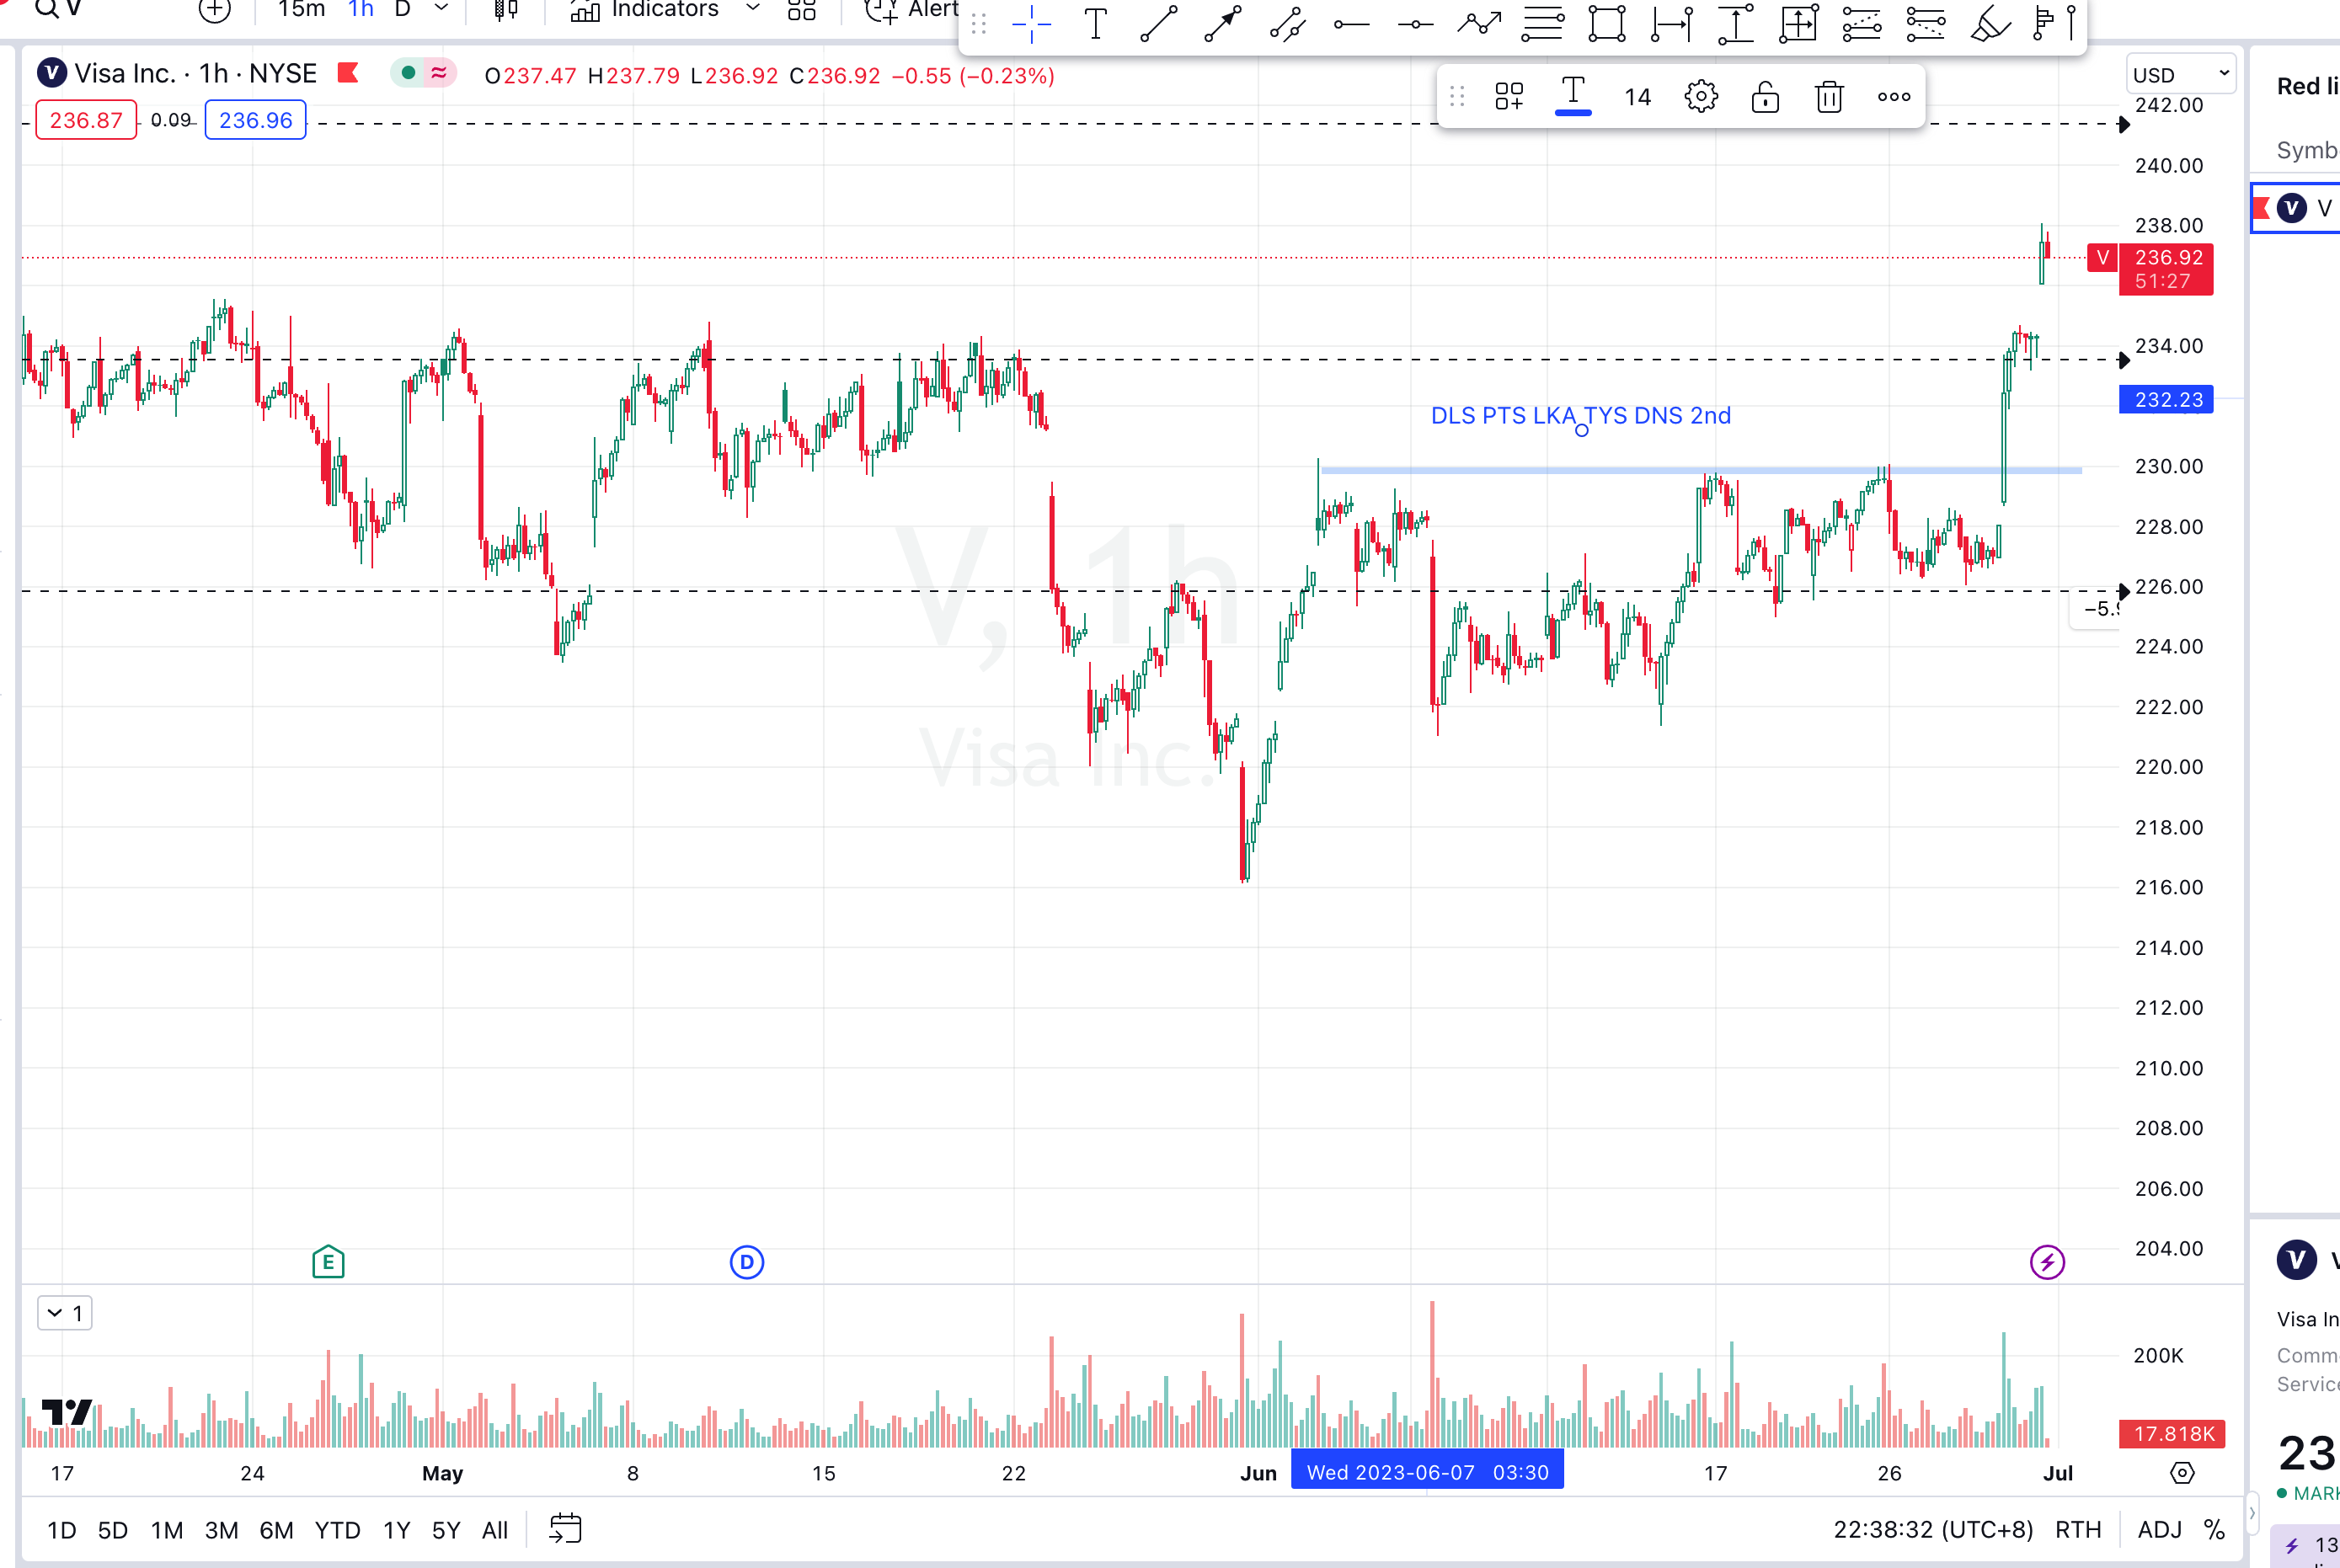 V
15m 1h D Indicators Alert
14
Visa Inc. · 1h · NYSE
O237.47 H237.79 L236.92 C236.92 −0.55 (−0.23%)
236.87 0.09 236.96
USD
Red li
Symb
V
242.00
240.00
238.00
V 236.92
51:27
234.00
232.23
230.00
228.00
226.00
−5.9
224.00
222.00
220.00
218.00
216.00
214.00
212.00
210.00
208.00
206.00
204.00
DLS PTS LKA TYS DNS 2nd
V, 1h
Visa Inc.
E
D
1
200K
17.818K
17 24 May 8 15 22 Jun Wed 2023-06-07 03:30 17 26 Jul
1D 5D 1M 3M 6M YTD 1Y 5Y All
22:38:32 (UTC+8) RTH ADJ %
V
Visa In
Comm
Service
23
MARK
13